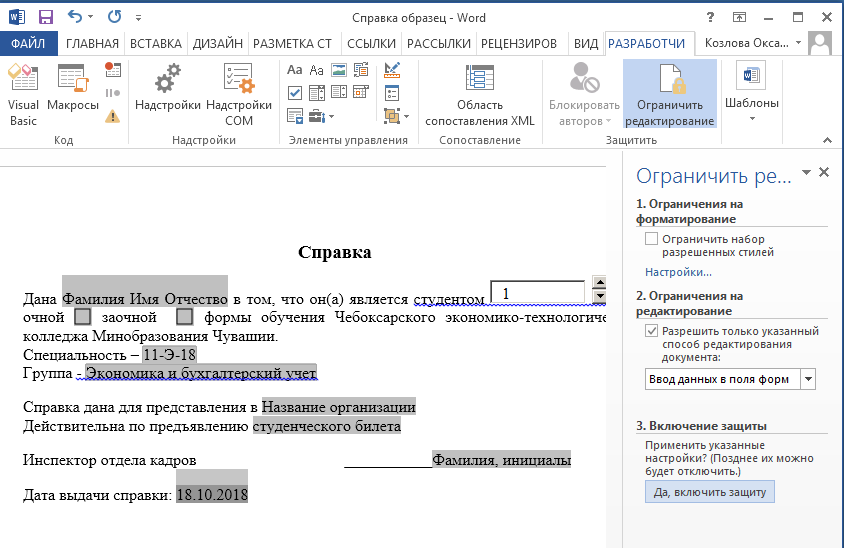 Справка образец - Word
ФАЙЛ ГЛАВНАЯ ВСТАВКА ДИЗАЙН РАЗМЕТКА СТ ССЫЛКИ РАССЫЛКИ РЕЦЕНЗИРОВ ВИД РАЗРАБОТЧИ Козлова Окса...
Visual Basic
Макросы
Код
Надстройки
Надстройки COM
Надстройки
Aa Aa
Элементы управления
Область сопоставления XML
Сопоставление
Блокировать авторов
Ограничить редактирование
Защитить
Шаблоны
Справка
Дана Фамилия Имя Отчество в том, что он(а) является студентом 1
очной заочной формы обучения Чебоксарского экономико-технологиче
колледжа Минобразования Чувашии.
Специальность – 11-Э-18
Группа - Экономика и бухгалтерский учет
Справка дана для представления в Название организации
Действительна по предъявлению студенческого билета
Инспектор отдела кадров ____________Фамилия, инициалы
Дата выдачи справки: 18.10.2018
Ограничить ре...
1. Ограничения на
форматирование
Ограничить набор
разрешенных стилей
Настройки...
2. Ограничения на
редактирование
Разрешить только указанный
способ редактирования
документа:
Ввод данных в поля форм
3. Включение защиты
Применить указанные
настройки? (Позднее их можно
будет отключить.)
Да, включить защиту